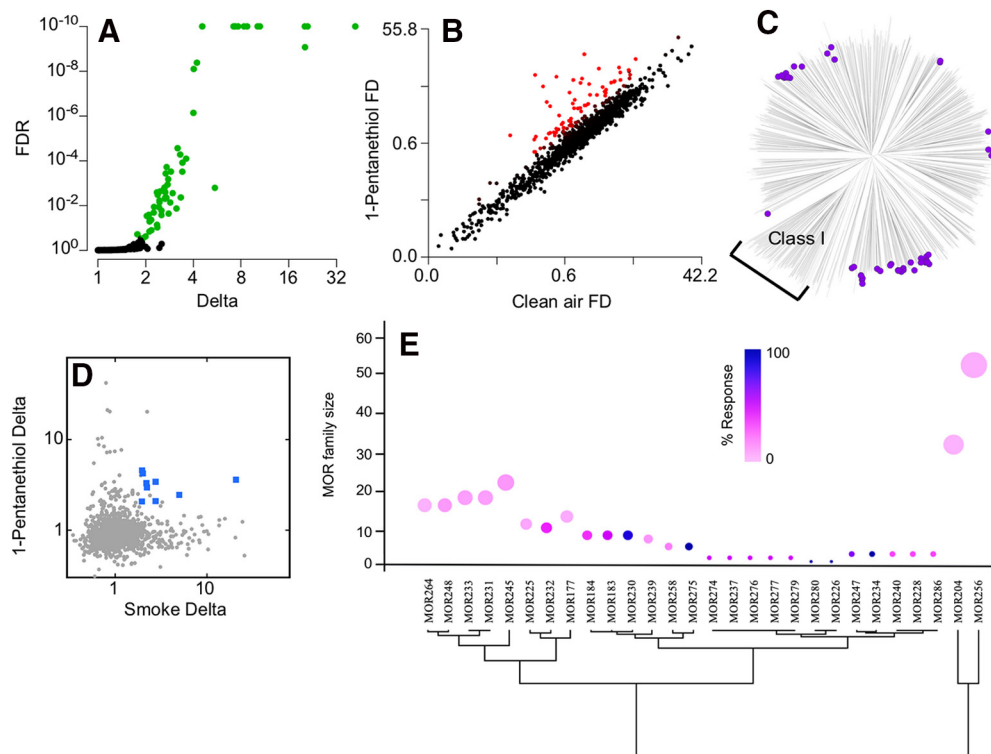 A
10-10
10-8
10-6
10-4
10-2
100
FDR
1 2 4 8 16 32
Delta
B
55.8
0.6
0.0
1-Pentanethiol FD
0.0 0.6 42.2
Clean air FD
C
Class I
D
10
1
1-Pentanethiol Delta
1 10
Smoke Delta
E
60
50
40
30
20
10
0
MOR family size
% Response
100
0
MOR264
MOR248
MOR233
MOR231
MOR245
MOR225
MOR232
MOR177
MOR184
MOR183
MOR230
MOR239
MOR258
MOR275
MOR274
MOR237
MOR276
MOR277
MOR279
MOR280
MOR226
MOR247
MOR234
MOR240
MOR228
MOR286
MOR204
MOR256